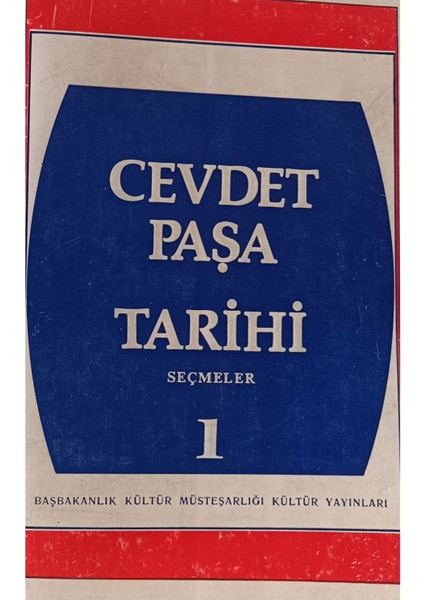 CEVDET
PAŞA
TARİHİ
SEÇMELER
1
BAŞBAKANLIK KÜLTÜR MÜSTEŞARLIĞI KÜLTÜR YAYINLARI